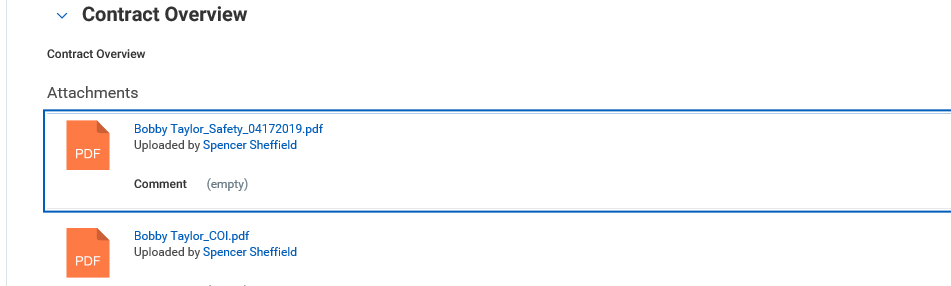 Contract Overview
Contract Overview
Attachments
PDF
Bobby Taylor_Safety_04172019.pdf
Uploaded by Spencer Sheffield
Comment (empty)
PDF
Bobby Taylor_COI.pdf
Uploaded by Spencer Sheffield